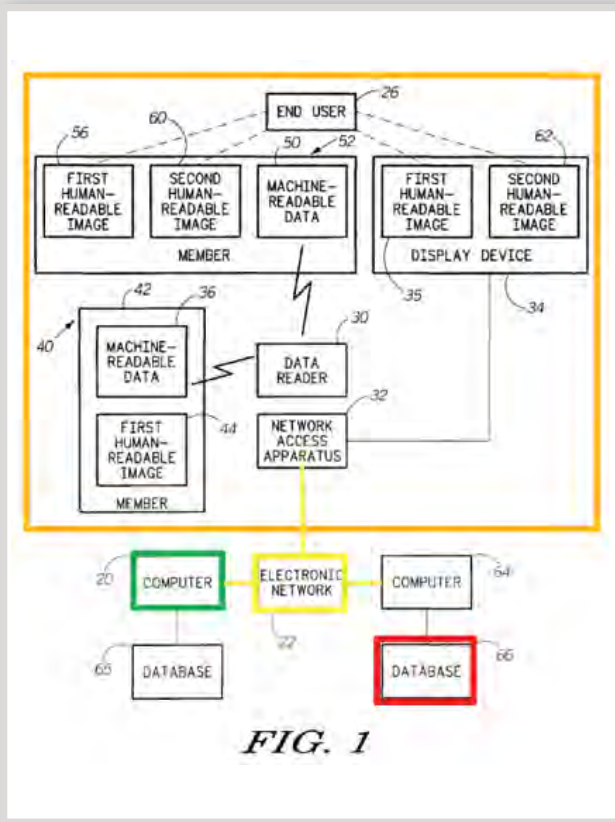 END USER
26
56
60
50
52
62
FIRST
HUMAN-
READABLE
IMAGE
SECOND
HUMAN-
READABLE
IMAGE
MACHINE-
READABLE
DATA
FIRST
HUMAN-
READABLE
IMAGE
SECOND
HUMAN-
READABLE
IMAGE
MEMBER
DISPLAY DEVICE
35
34
42
36
40
MACHINE-
READABLE
DATA
30
DATA
READER
44
FIRST
HUMAN-
READABLE
IMAGE
MEMBER
32
NETWORK
ACCESS
APPARATUS
20
COMPUTER
ELECTRONIC
NETWORK
22
COMPUTER
64
65
DATABASE
66
DATABASE
FIG. 1